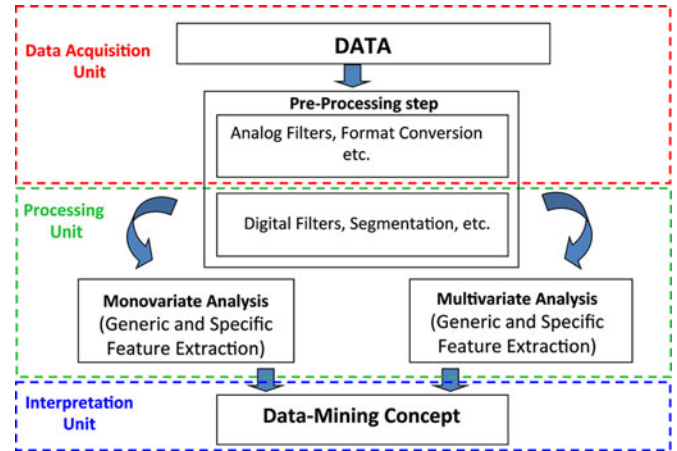 Data Acquisition
Unit
DATA
Pre-Processing step
Analog Filters, Format Conversion
etc.
Processing
Unit
Digital Filters, Segmentation, etc.
Monovariate Analysis
(Generic and Specific
Feature Extraction)
Multivariate Analysis
(Generic and Specific
Feature Extraction)
Interpretation
Unit
Data-Mining Concept